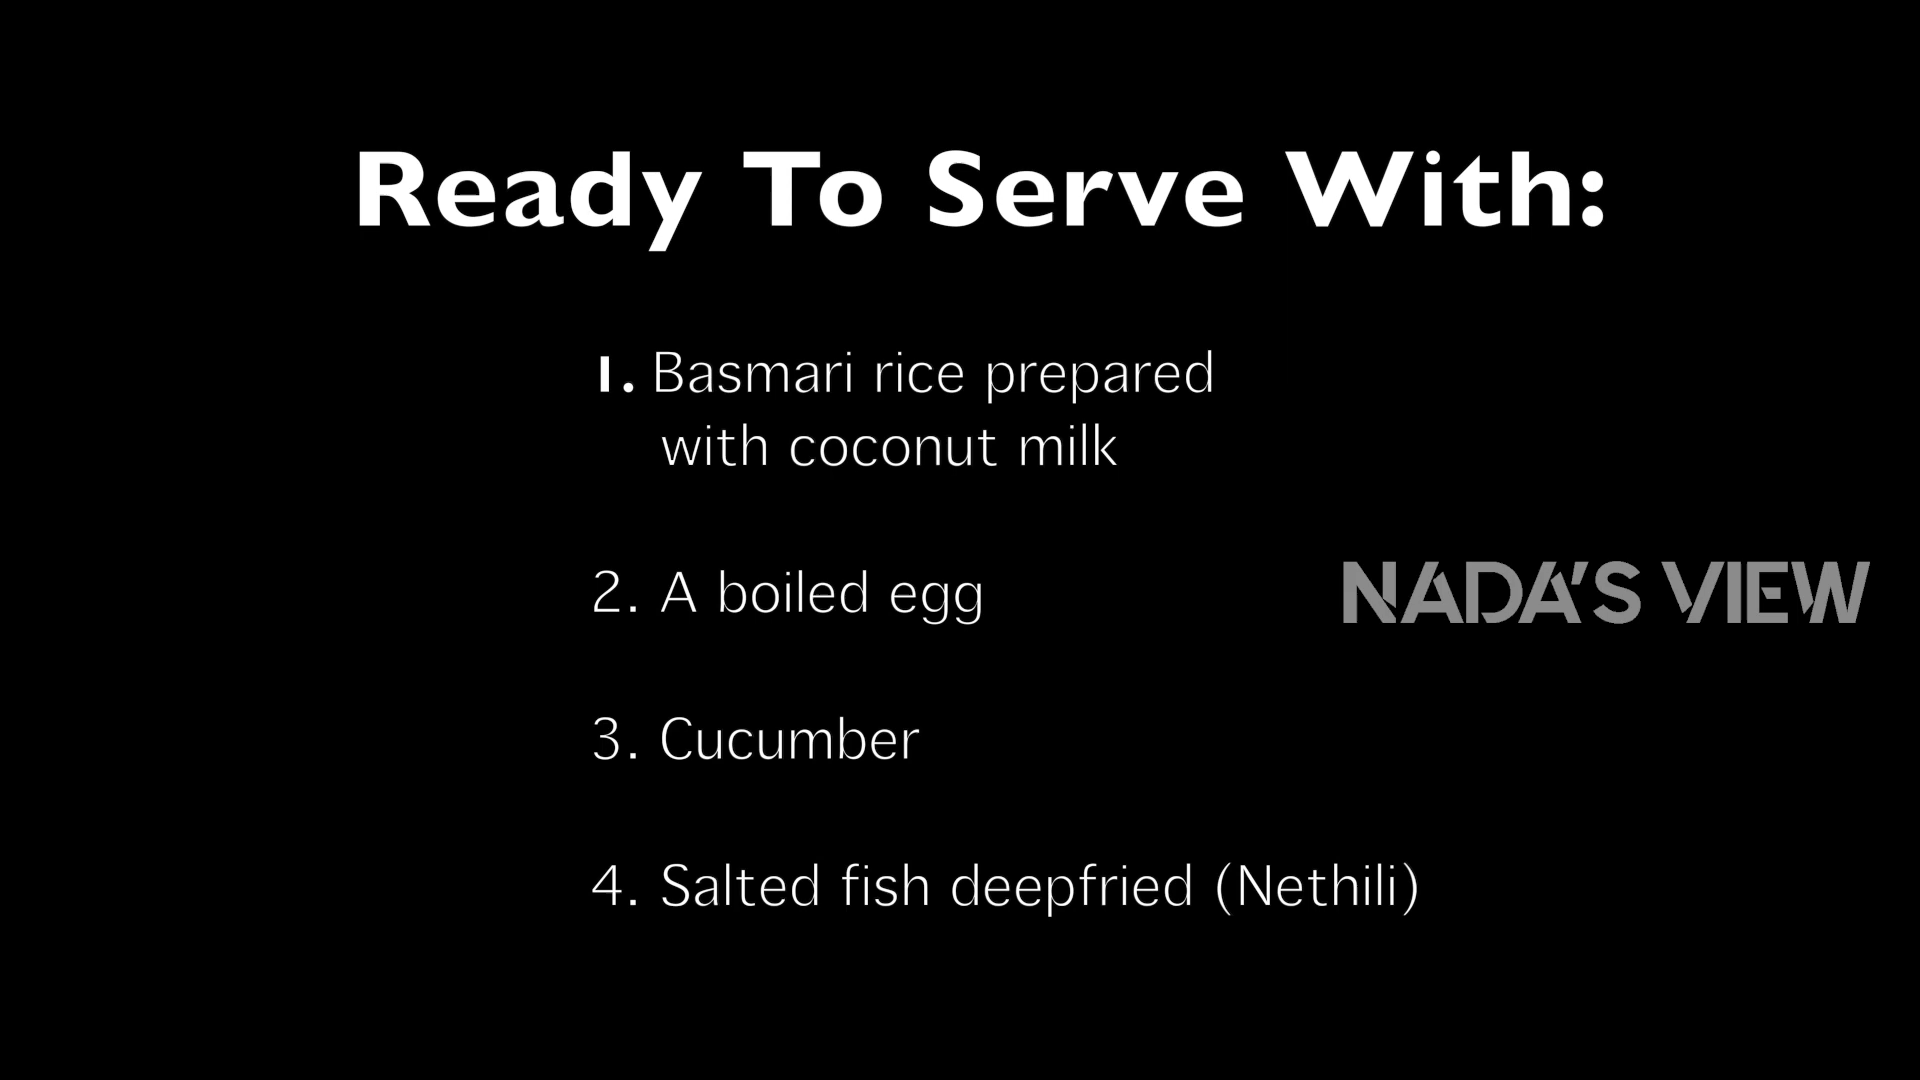 Ready To Serve With:
1. Basmari rice prepared
with coconut milk
2. A boiled egg
NADA'S VIEW
3. Cucumber
4. Salted fish deepfried (Nethili)